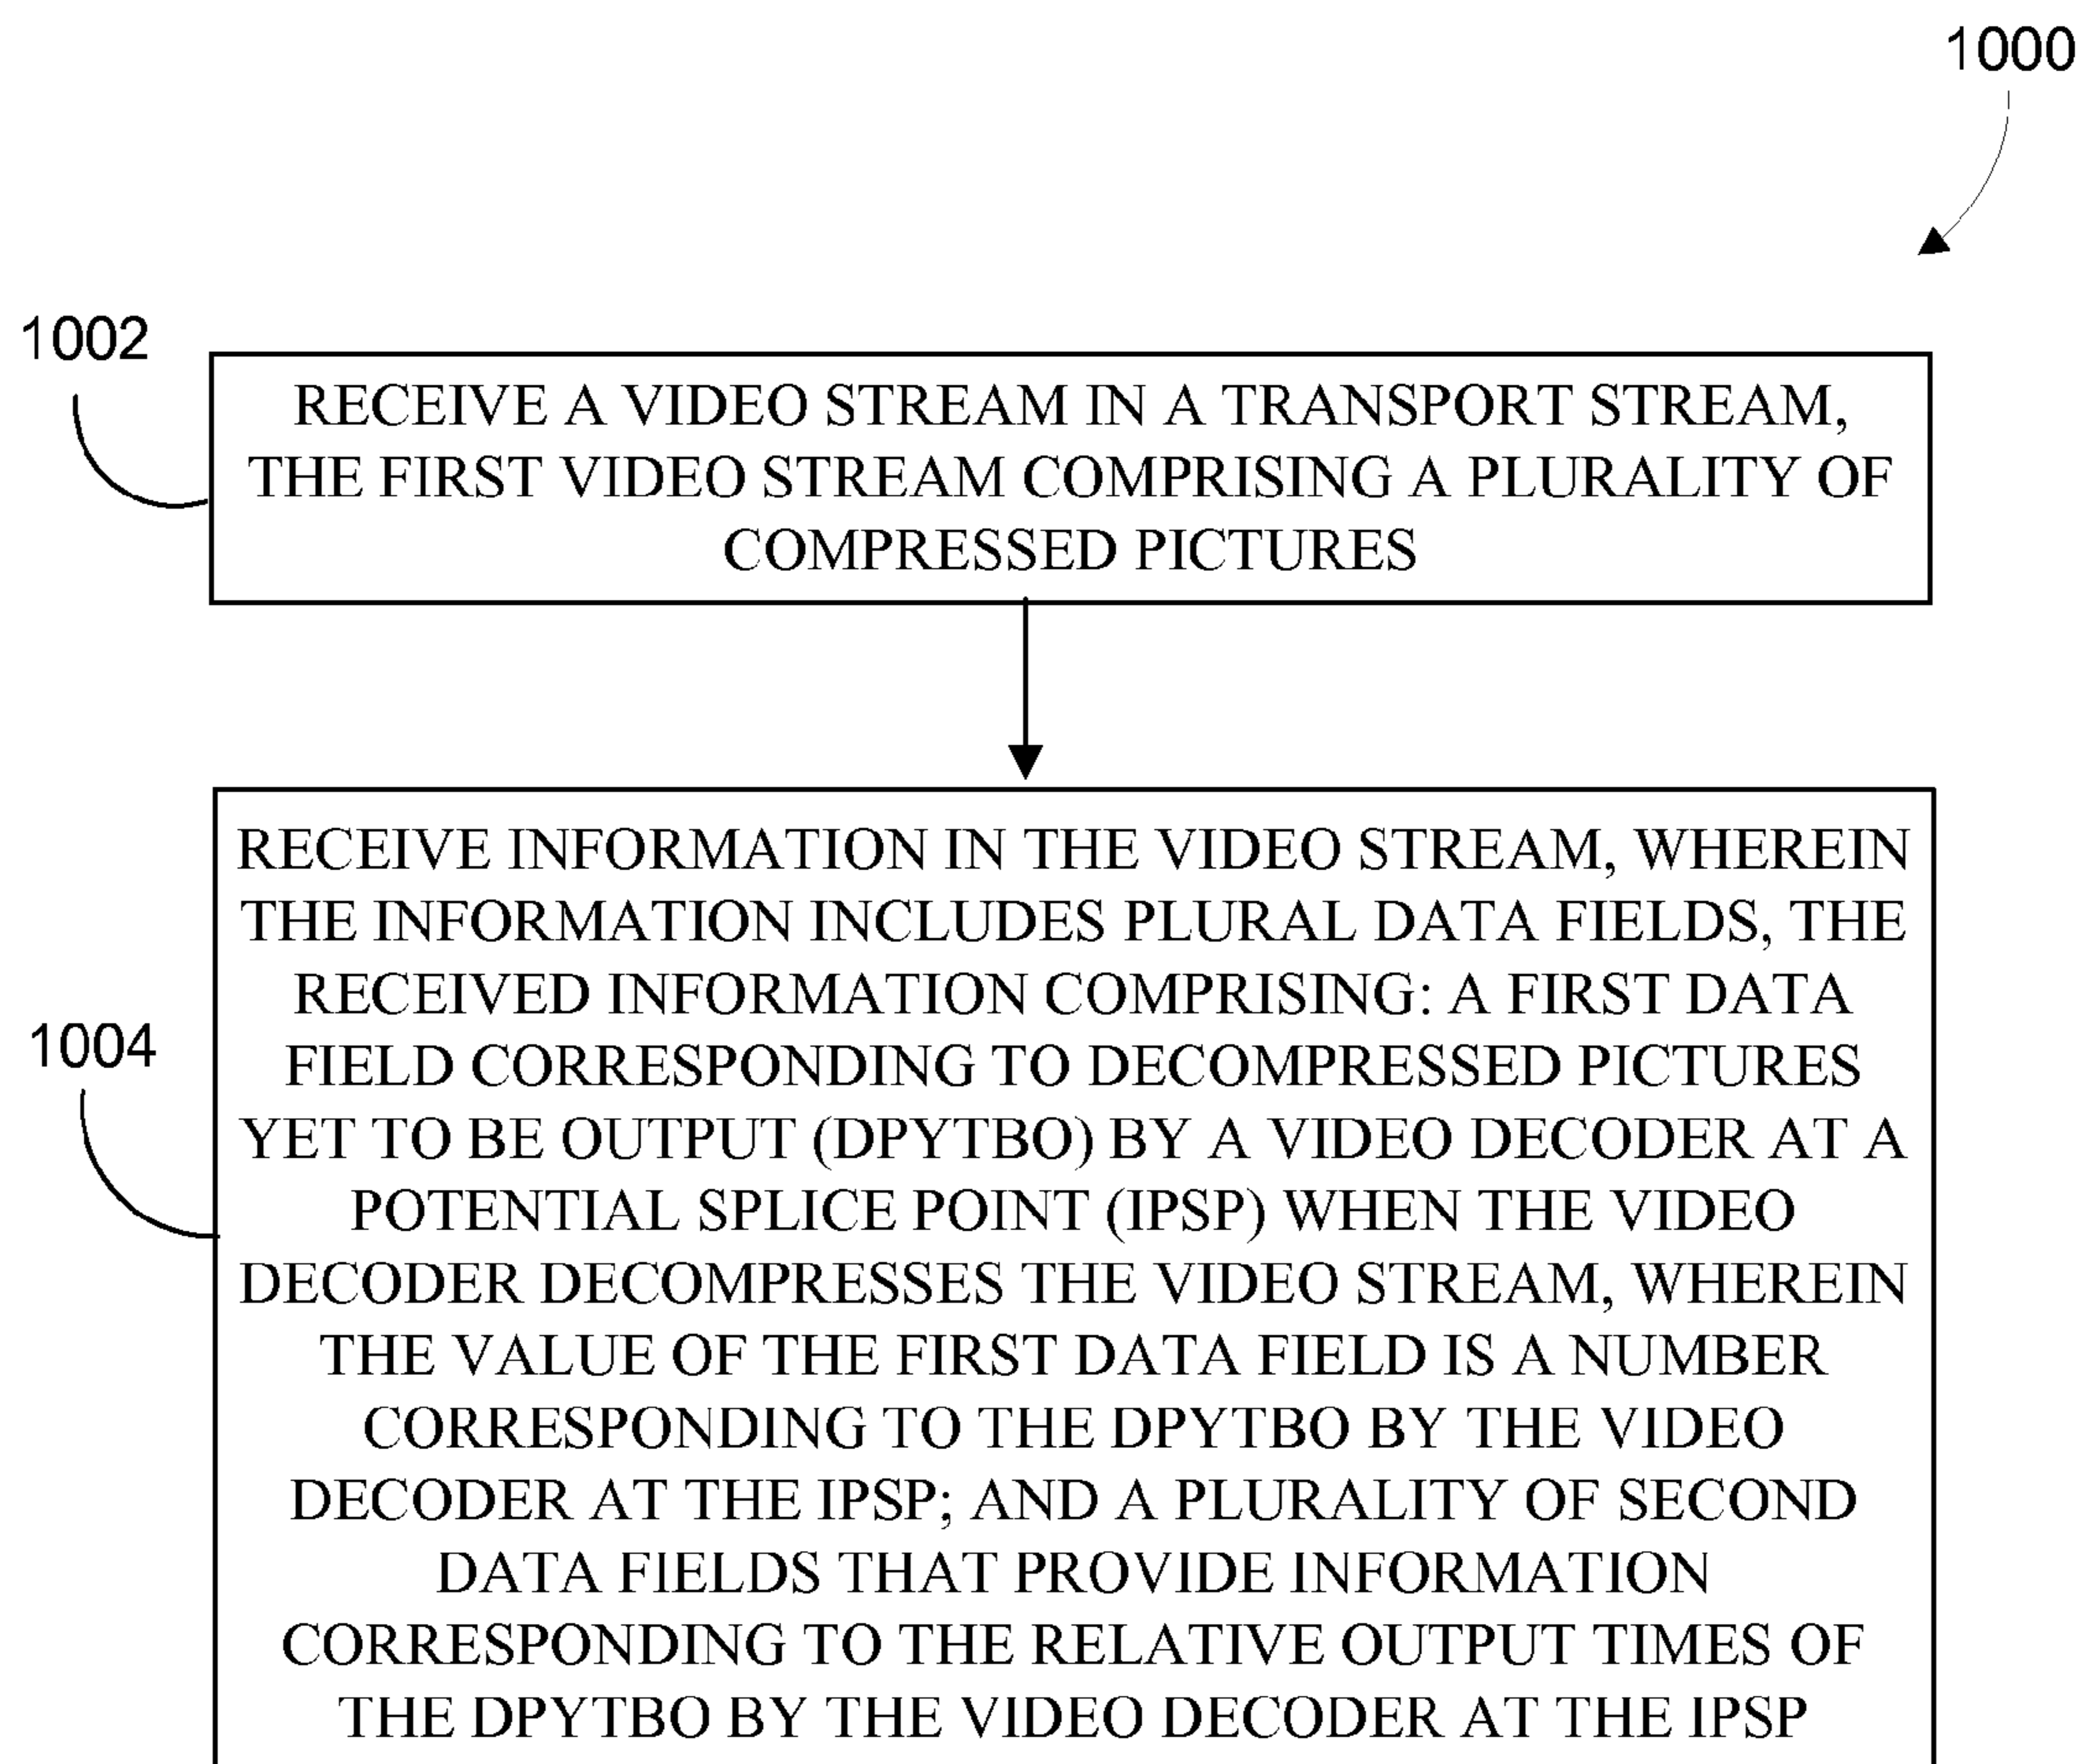 1000
1002
RECEIVE A VIDEO STREAM IN A TRANSPORT STREAM,
THE FIRST VIDEO STREAM COMPRISING A PLURALITY OF
COMPRESSED PICTURES
1004
RECEIVE INFORMATION IN THE VIDEO STREAM, WHEREIN
THE INFORMATION INCLUDES PLURAL DATA FIELDS, THE
RECEIVED INFORMATION COMPRISING: A FIRST DATA
FIELD CORRESPONDING TO DECOMPRESSED PICTURES
YET TO BE OUTPUT (DPYTBO) BY A VIDEO DECODER AT A
POTENTIAL SPLICE POINT (IPSP) WHEN THE VIDEO
DECODER DECOMPRESSES THE VIDEO STREAM, WHEREIN
THE VALUE OF THE FIRST DATA FIELD IS A NUMBER
CORRESPONDING TO THE DPYTBO BY THE VIDEO
DECODER AT THE IPSP; AND A PLURALITY OF SECOND
DATA FIELDS THAT PROVIDE INFORMATION
CORRESPONDING TO THE RELATIVE OUTPUT TIMES OF
THE DPYTBO BY THE VIDEO DECODER AT THE IPSP